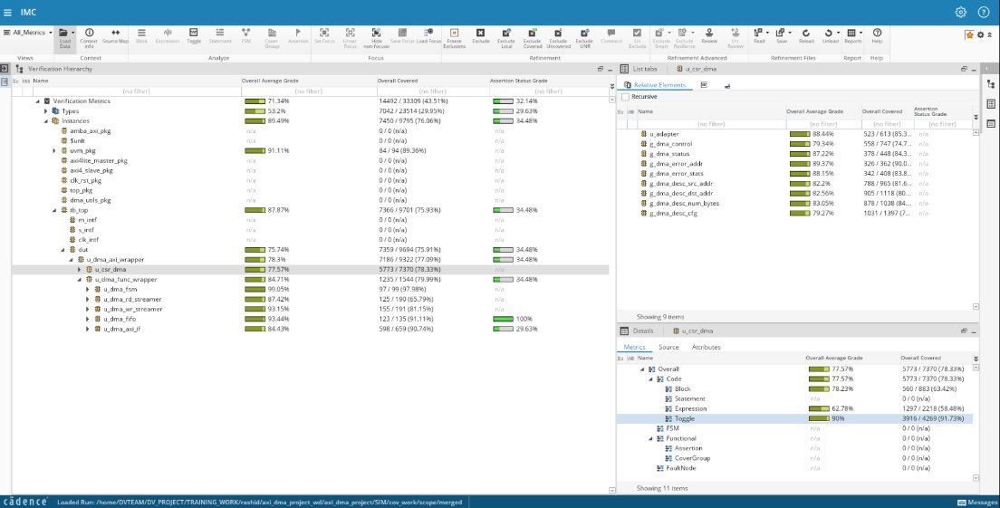 IMC
All_Metrics
Load Data
Context Info
Source Map
Block
Expression
Toggle
Statement
FSM
Cover Group
Assertion
Set Focus
Unset Focus
Hide non-focused
Save Focus
Load Focus
Freeze Exclusions
Exclude
Exclude Local
Exclude Covered
Exclude Uncovered
Exclude UNR
Comment
Un Exclude
Exclude Smart
Exclude Resilience
Review
Un Review
Read
Save
Reload
Unload
Reports
Help
Views Context Analyze Focus Refinement Refinement Advanced Refinement Files Report Help
Verification Hierarchy
Ex UNR Name Overall Average Grade Overall Covered Assertion Status Grade
(no filter) (no filter) (no filter) (no filter)
Verification Metrics 71.34% 14492 / 33309 (43.51%) 32.14%
Types 53.2% 7042 / 23514 (29.95%) 29.63%
Instances 89.49% 7450 / 9795 (76.06%) 34.48%
amba_axi_pkg n/a 0 / 0 (n/a) n/a
$unit n/a 0 / 0 (n/a) n/a
uvm_pkg 91.11% 84 / 94 (89.36%) n/a
axi4lite_master_pkg n/a 0 / 0 (n/a) n/a
axi4_slave_pkg n/a 0 / 0 (n/a) n/a
clk_rst_pkg n/a 0 / 0 (n/a) n/a
top_pkg n/a 0 / 0 (n/a) n/a
dma_utils_pkg n/a 0 / 0 (n/a) n/a
tb_top 87.87% 7366 / 9701 (75.93%) 34.48%
m_intf n/a 0 / 0 (n/a) n/a
s_intf n/a 0 / 0 (n/a) n/a
clk_intf n/a 0 / 0 (n/a) n/a
dut 75.74% 7359 / 9694 (75.91%) 34.48%
u_dma_axi_wrapper 78.3% 7186 / 9322 (77.09%) 34.48%
u_csr_dma 77.57% 5773 / 7370 (78.33%) n/a
u_dma_func_wrapper 84.71% 1235 / 1544 (79.99%) 34.48%
u_dma_fsm 99.05% 97 / 99 (97.98%) n/a
u_dma_rd_streamer 87.42% 125 / 190 (65.79%) n/a
u_dma_wr_streamer 93.15% 155 / 191 (81.15%) n/a
u_dma_fifo 93.44% 123 / 135 (91.11%) 100%
u_dma_axi_if 84.43% 598 / 659 (90.74%) 29.63%
List tabs u_csr_dma
Relative Elements
Recursive
Ex UNR Name Overall Average Grade Overall Covered Assertion Status Grade
(no filter) (no filter) (no filter) (no filter)
u_adapter 88.44% 523 / 613 (85.3... n/a
g_dma_control 79.34% 558 / 747 (74.7... n/a
g_dma_status 87.22% 378 / 448 (84.3... n/a
g_dma_error_addr 89.37% 326 / 362 (90.0... n/a
g_dma_error_stats 88.15% 342 / 408 (83.8... n/a
g_dma_desc_src_addr 82.2% 788 / 965 (81.6... n/a
g_dma_desc_dst_addr 82.56% 905 / 1118 (80.... n/a
g_dma_desc_num_bytes 83.05% 878 / 1038 (84.... n/a
g_dma_desc_cfg 79.27% 1031 / 1397 (7... n/a
Showing 9 items
Details u_csr_dma
Metrics Source Attributes
Ex UNR Name Overall Average Grade Overall Covered
(no filter) (no filter) (no filter)
Overall 77.57% 5773 / 7370 (78.33%)
Code 77.57% 5773 / 7370 (78.33%)
Block 78.23% 560 / 883 (63.42%)
Statement n/a 0 / 0 (n/a)
Expression 62.78% 1297 / 2218 (58.48%)
Toggle 90% 3916 / 4269 (91.73%)
FSM n/a 0 / 0 (n/a)
Functional n/a 0 / 0 (n/a)
Assertion n/a 0 / 0 (n/a)
CoverGroup n/a 0 / 0 (n/a)
FaultNode n/a 0 / 0 (n/a)
Showing 11 items
cādence Loaded Run: /home/DVTEAM/DV_PROJECT/TRAINING_WORK/rashid/axi_dma_project_wd/axi_dma_project/SIM/cov_work/scope/merged Messages